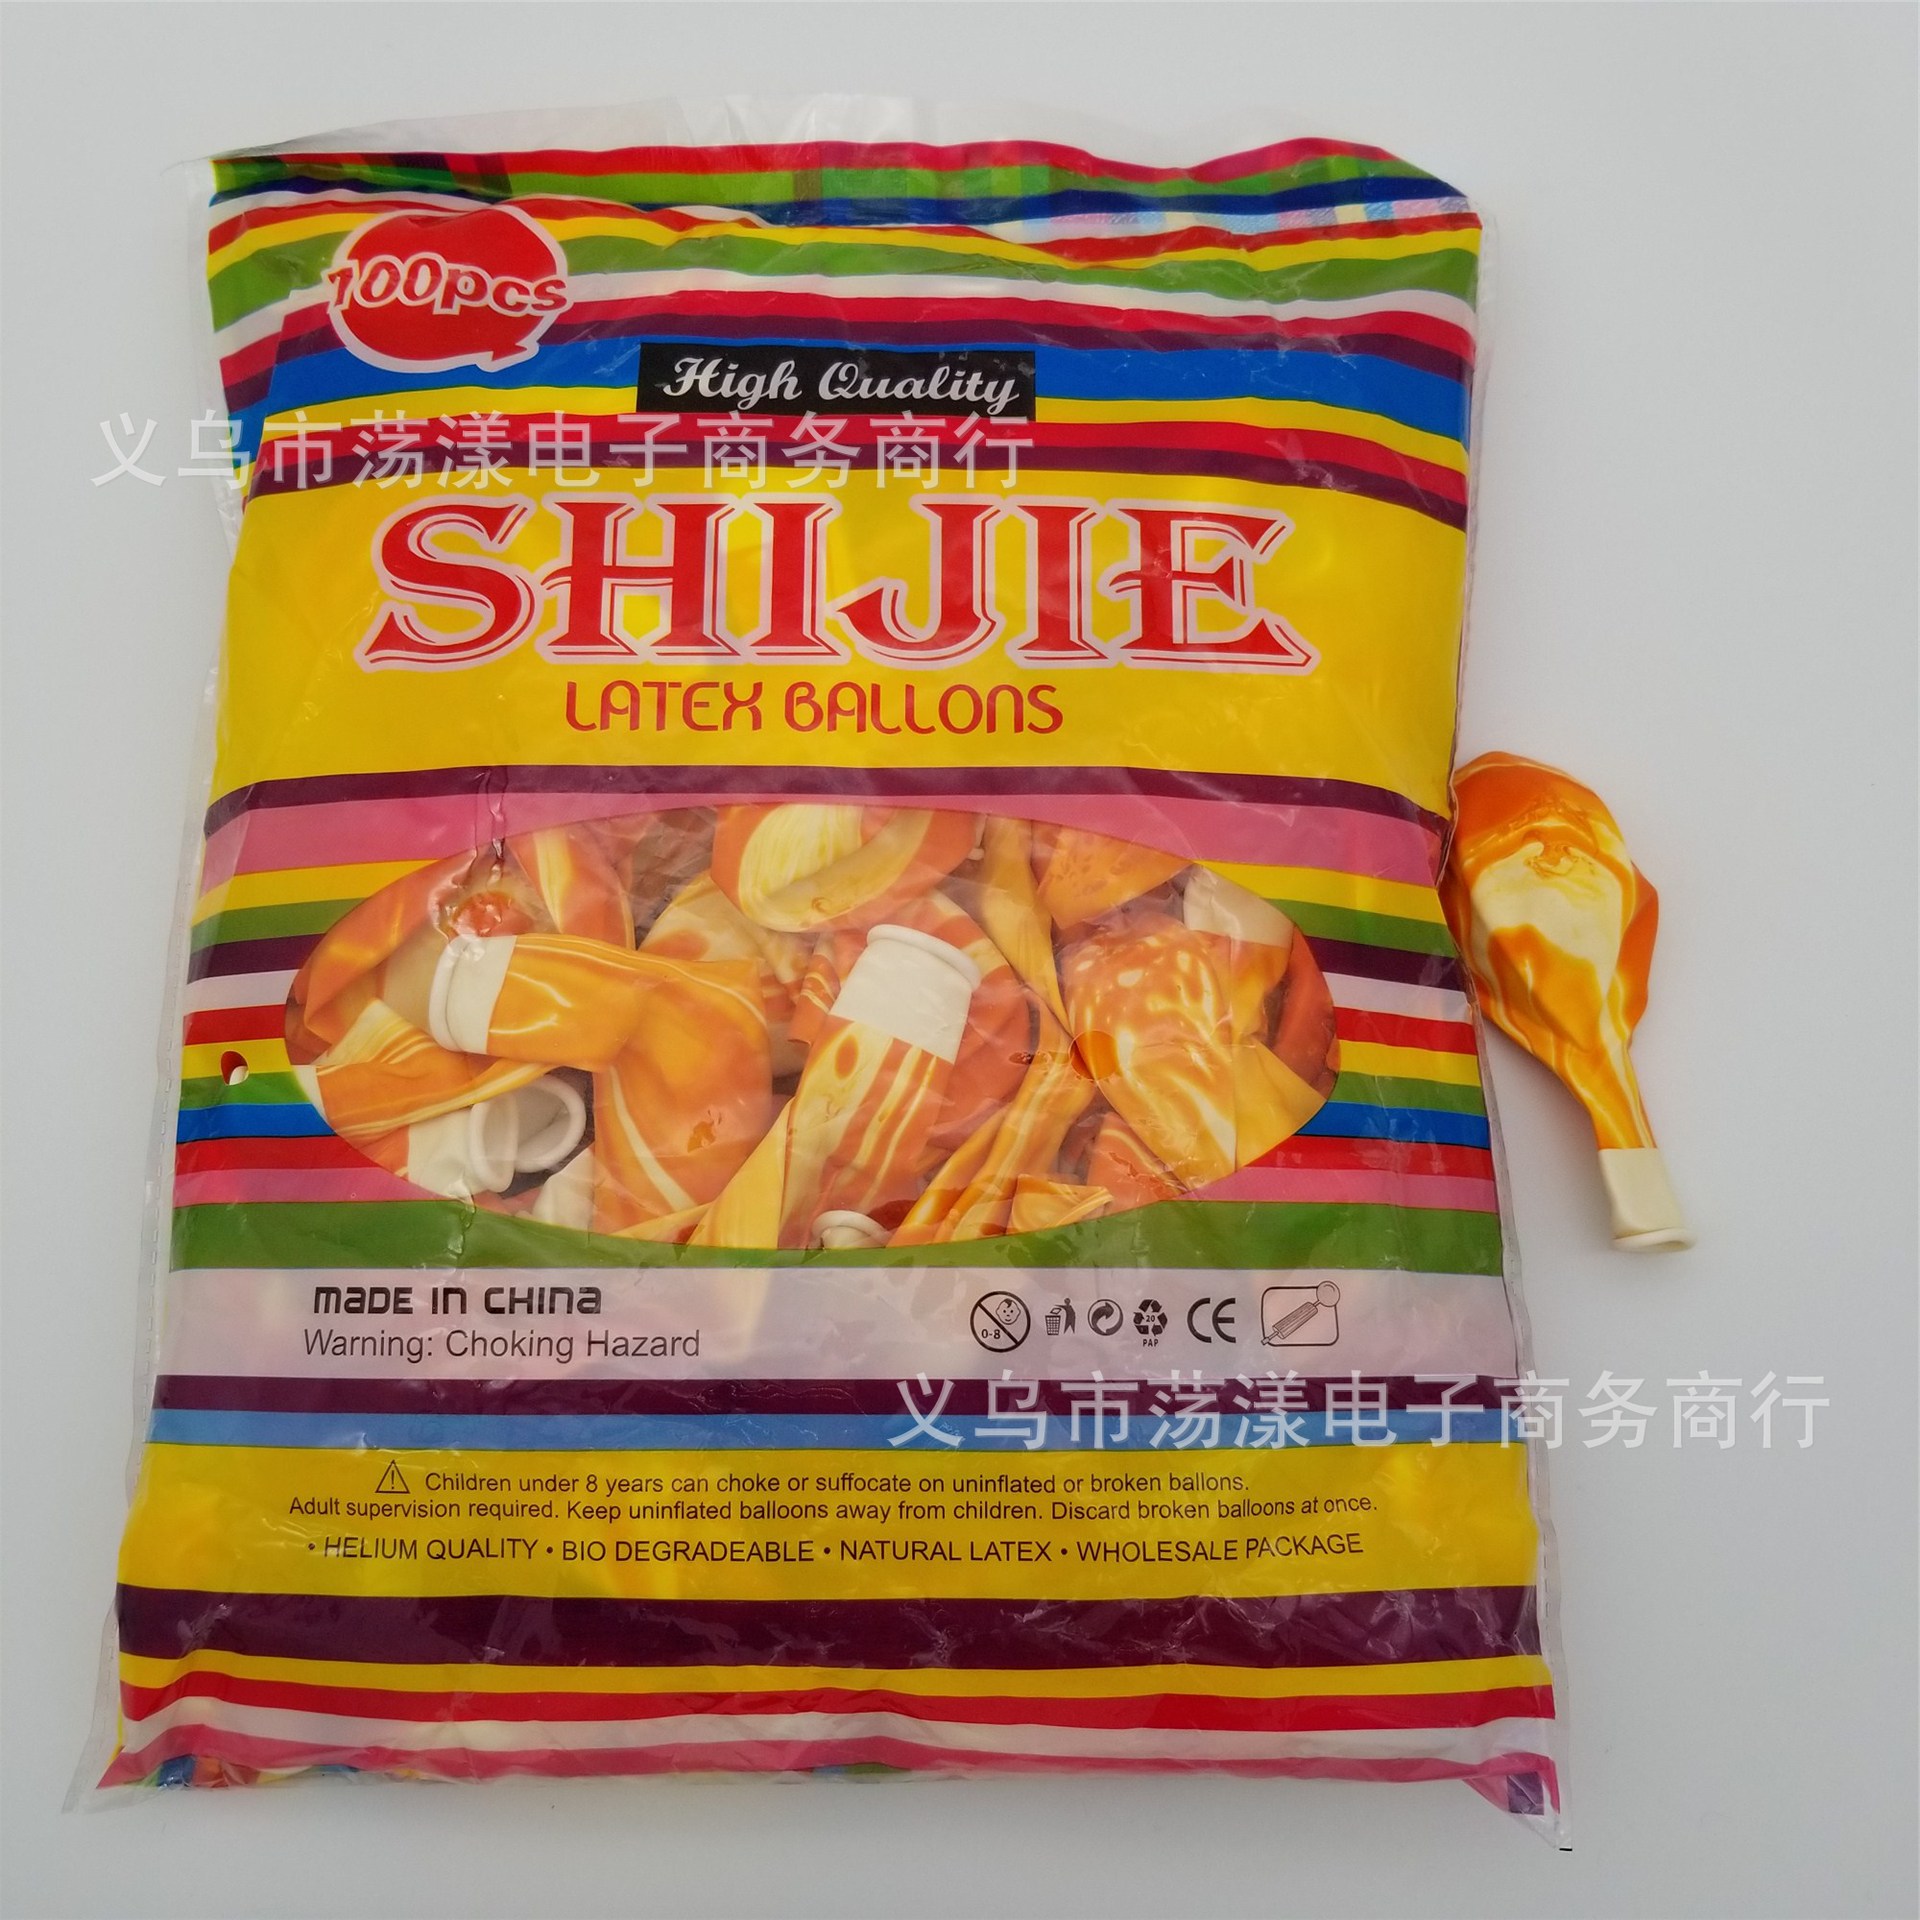 100pcs
High Quality
义乌市荡漾电子商务商行
SHIJIE
LATEX BALLONS
MADE IN CHINA
Warning: Choking Hazard
0-8
20
PAP
CE
义乌市荡漾电子商务商行
Children under 8 years can choke or suffocate on uninflated or broken ballons.
Adult supervision required. Keep uninflated balloons away from children. Discard broken balloons at once.
• HELIUM QUALITY • BIO DEGRADEABLE • NATURAL LATEX • WHOLESALE PACKAGE